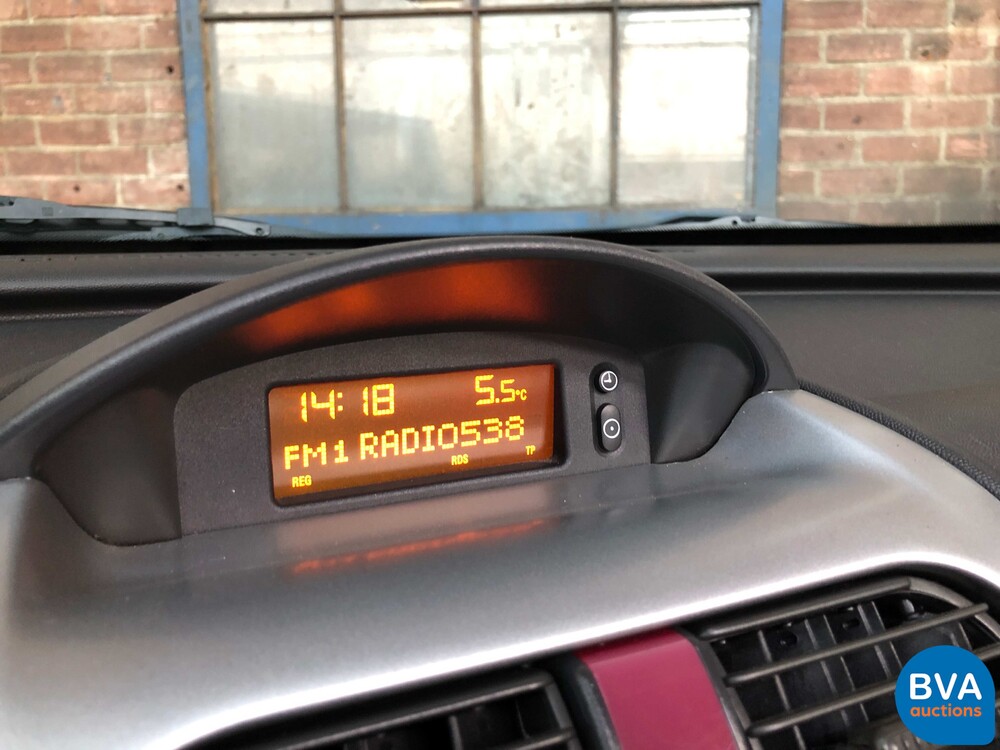 14:18 5.5°C
FM1 RADIO538
REG RDS TP
BVA
auctions